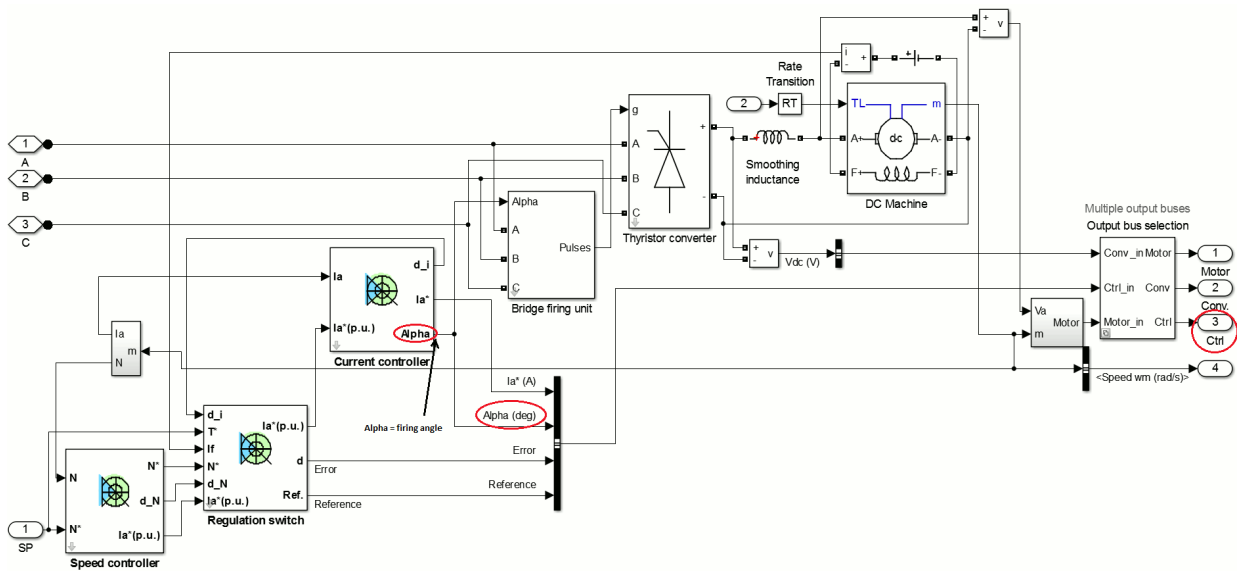 +
-
v
i
+
-
+
Rate
Transition
2
RT
TL
m
A+
dc
A-
F+
F-
DC Machine
g
A
B
C
+
-
Thyristor converter
Smoothing
inductance
1
A
2
B
3
C
Alpha
A
B
C
Pulses
Bridge firing unit
+
-
v
Vdc (V)
Multiple output buses
Output bus selection
Conv_in
Motor
Ctrl_in
Conv
Motor_in
Ctrl
1
Motor
2
Conv.
3
Ctrl
4
<Speed wm (rad/s)>
Va
m
Motor
Ia
Ia*(p.u.)
d_i
Ia*
Alpha
Current controller
Ia
N
m
Alpha = firing angle
Ia* (A)
Alpha (deg)
Error
Reference
d_i
T*
If
N*
d_N
Ia*(p.u.)
Ia*(p.u.)
d
Ref.
Error
Reference
Regulation switch
N
N*
N*
d_N
Ia*(p.u.)
Speed controller
1
SP